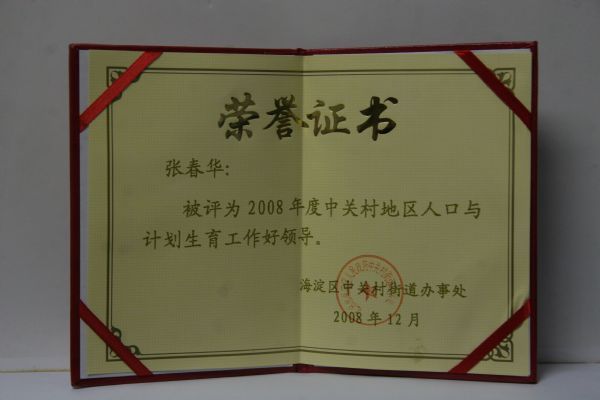 荣誉证书
张春华:
被评为2008年度中关村地区人口与
计划生育工作好领导。
海淀区中关村街道办事处
2008年12月